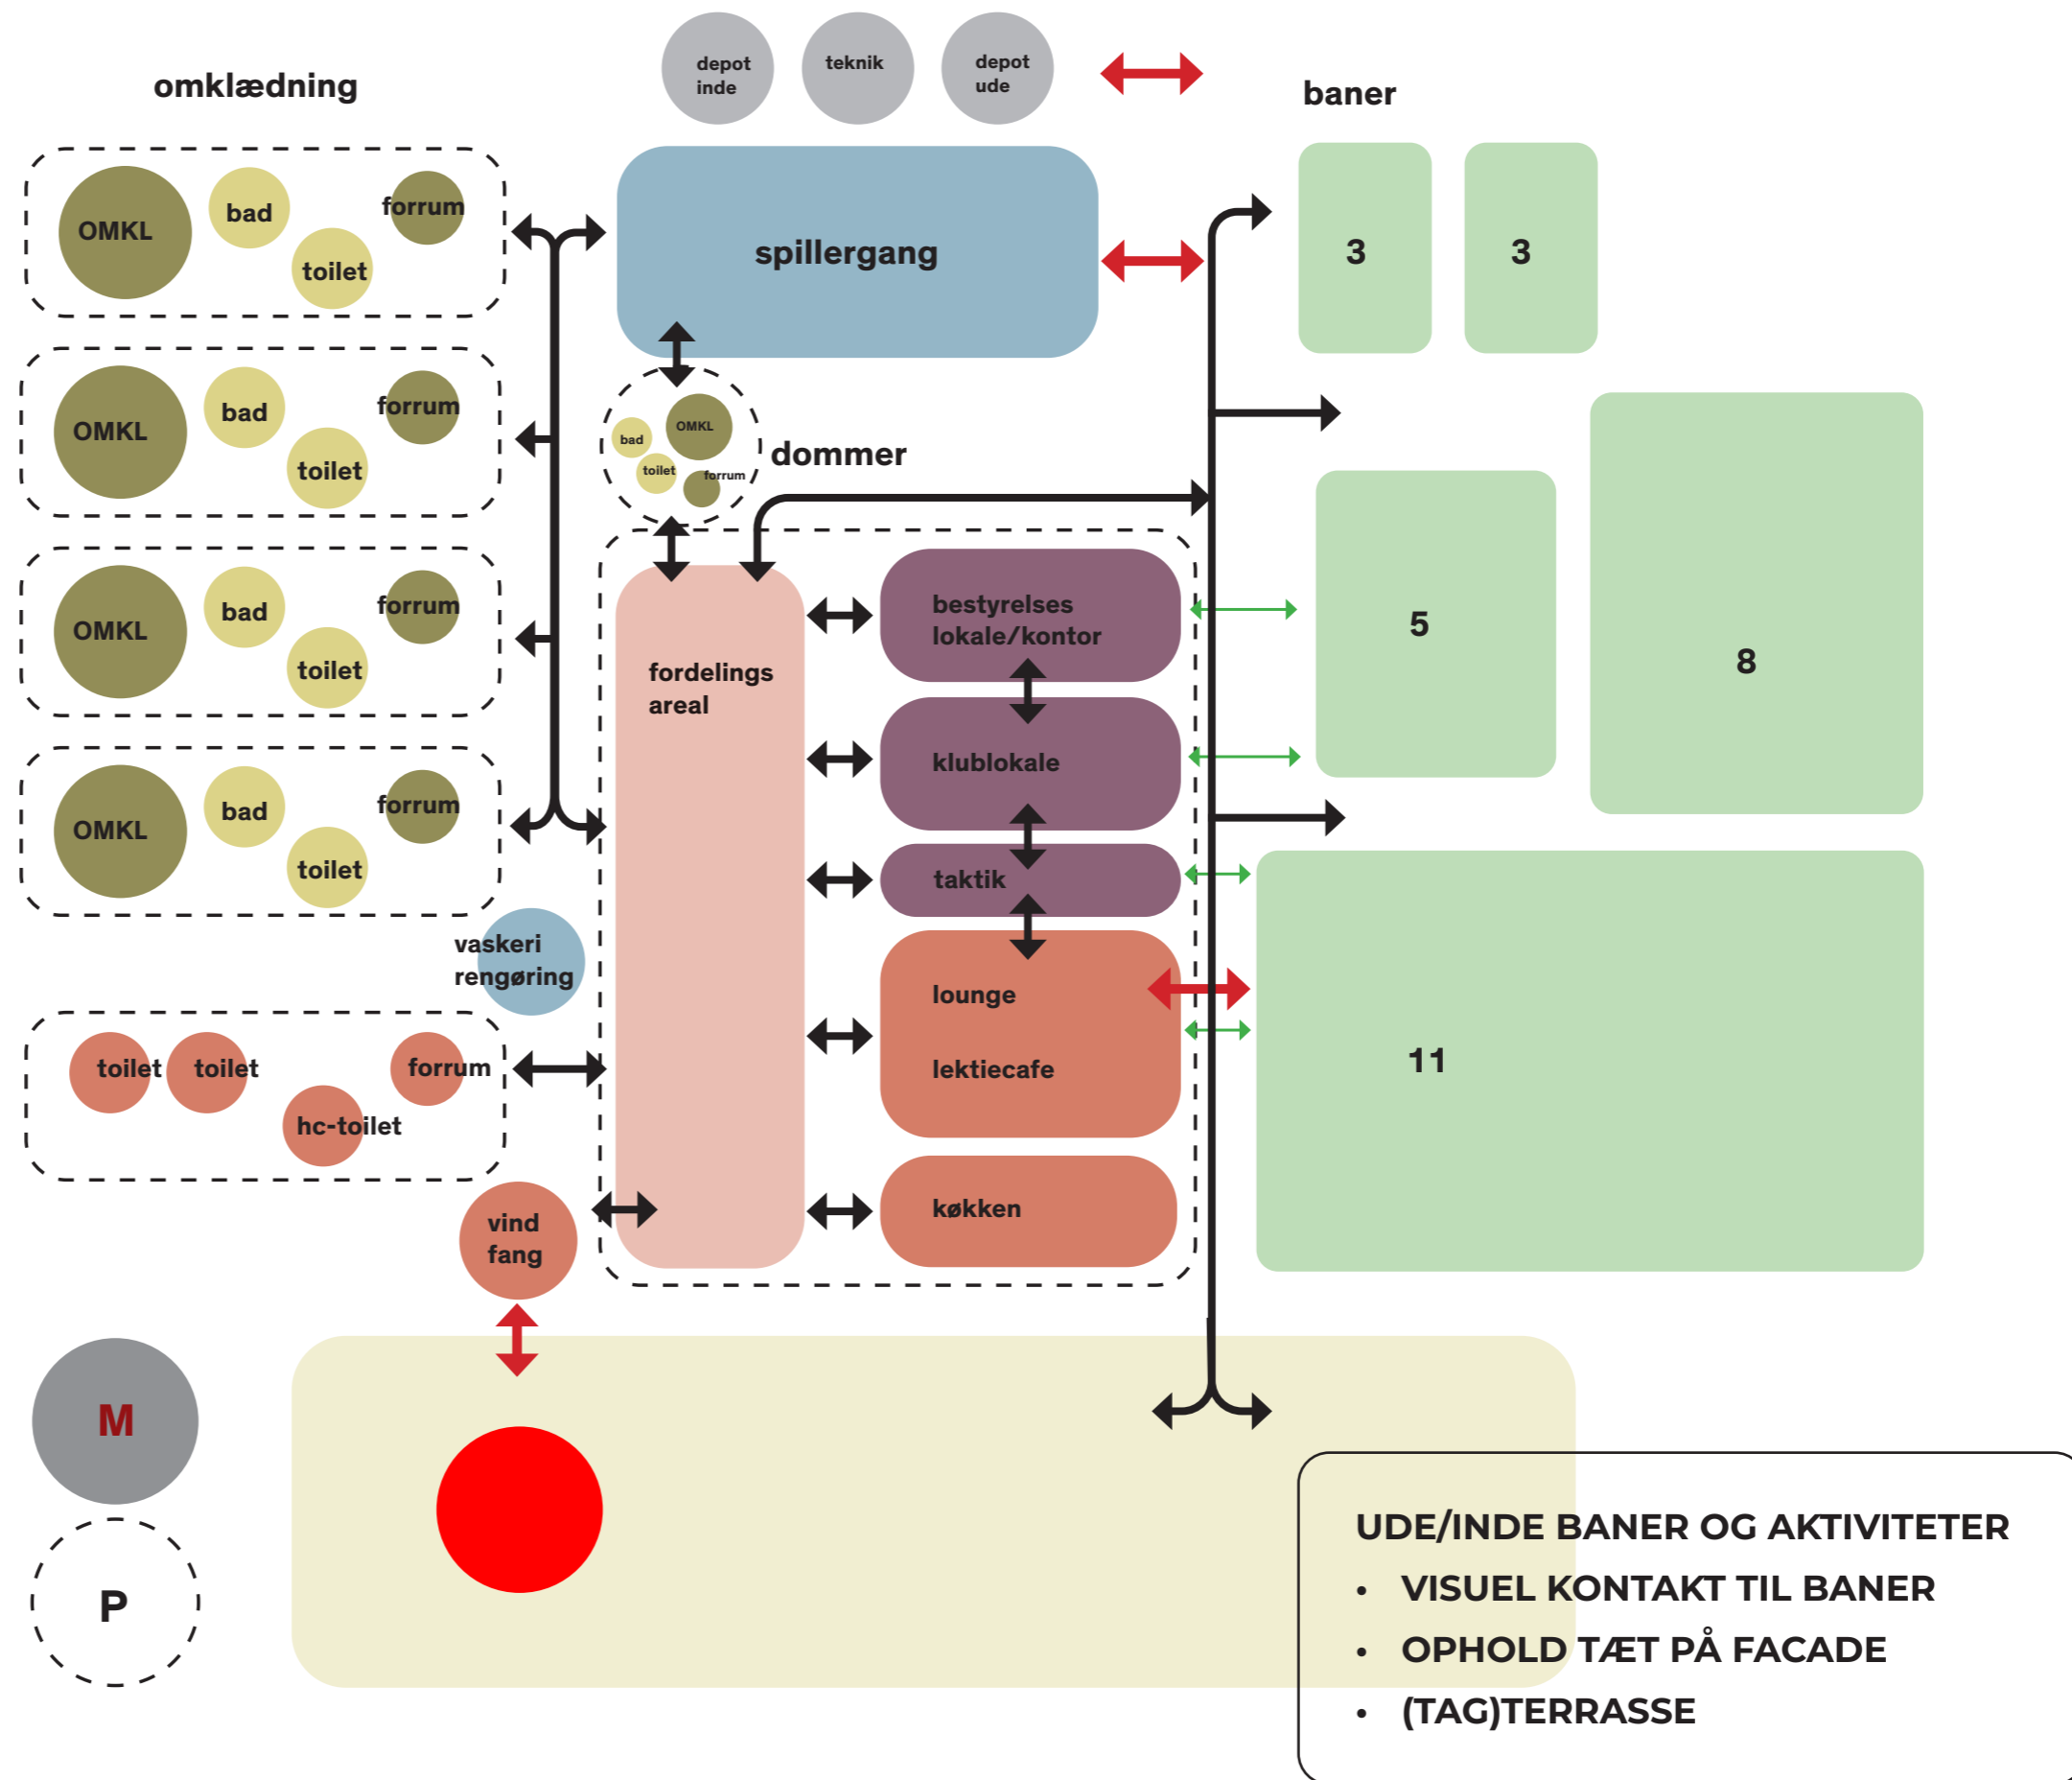 omklædning
depot
inde
teknik
depot
ude
baner
OMKL
bad
toilet
forrum
spillergang
3
3
OMKL
bad
toilet
forrum
bad
OMKL
toilet
forrum
dommer
OMKL
bad
toilet
forrum
fordelings
areal
bestyrelses
lokale/kontor
5
8
klublokale
OMKL
bad
toilet
forrum
taktik
vaskeri
rengøring
lounge
lektiecafe
11
toilet
toilet
hc-toilet
forrum
vind
fang
køkken
M
P
UDE/INDE BANER OG AKTIVITETER
• VISUEL KONTAKT TIL BANER
• OPHOLD TÆT PÅ FACADE
• (TAG)TERRASSE